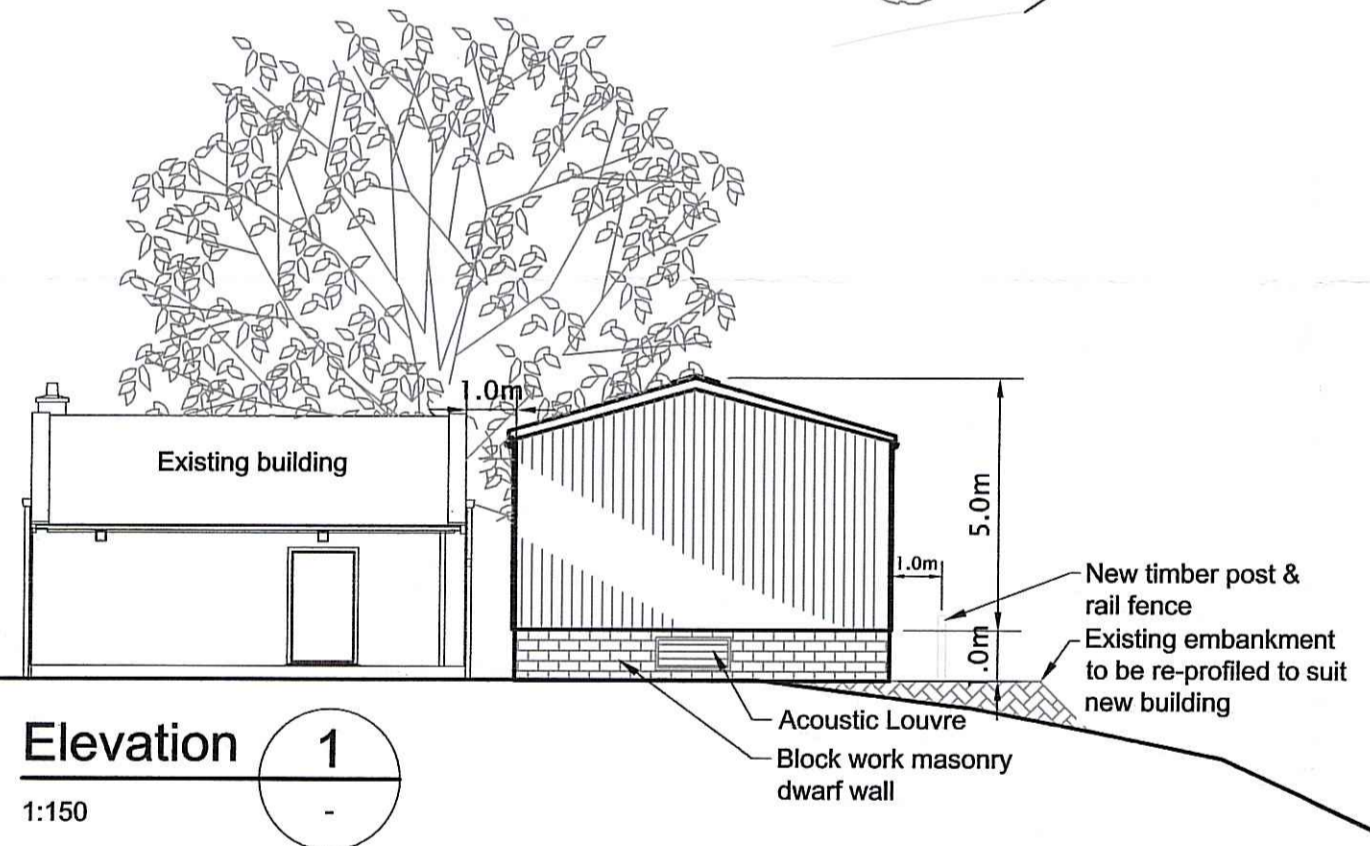 1.0m
Existing building
5.0m
1.0m
New timber post &
rail fence
.0m
Existing embankment
to be re-profiled to suit
new building
Acoustic Louvre
Block work masonry
dwarf wall
Elevation 1
1:150 -